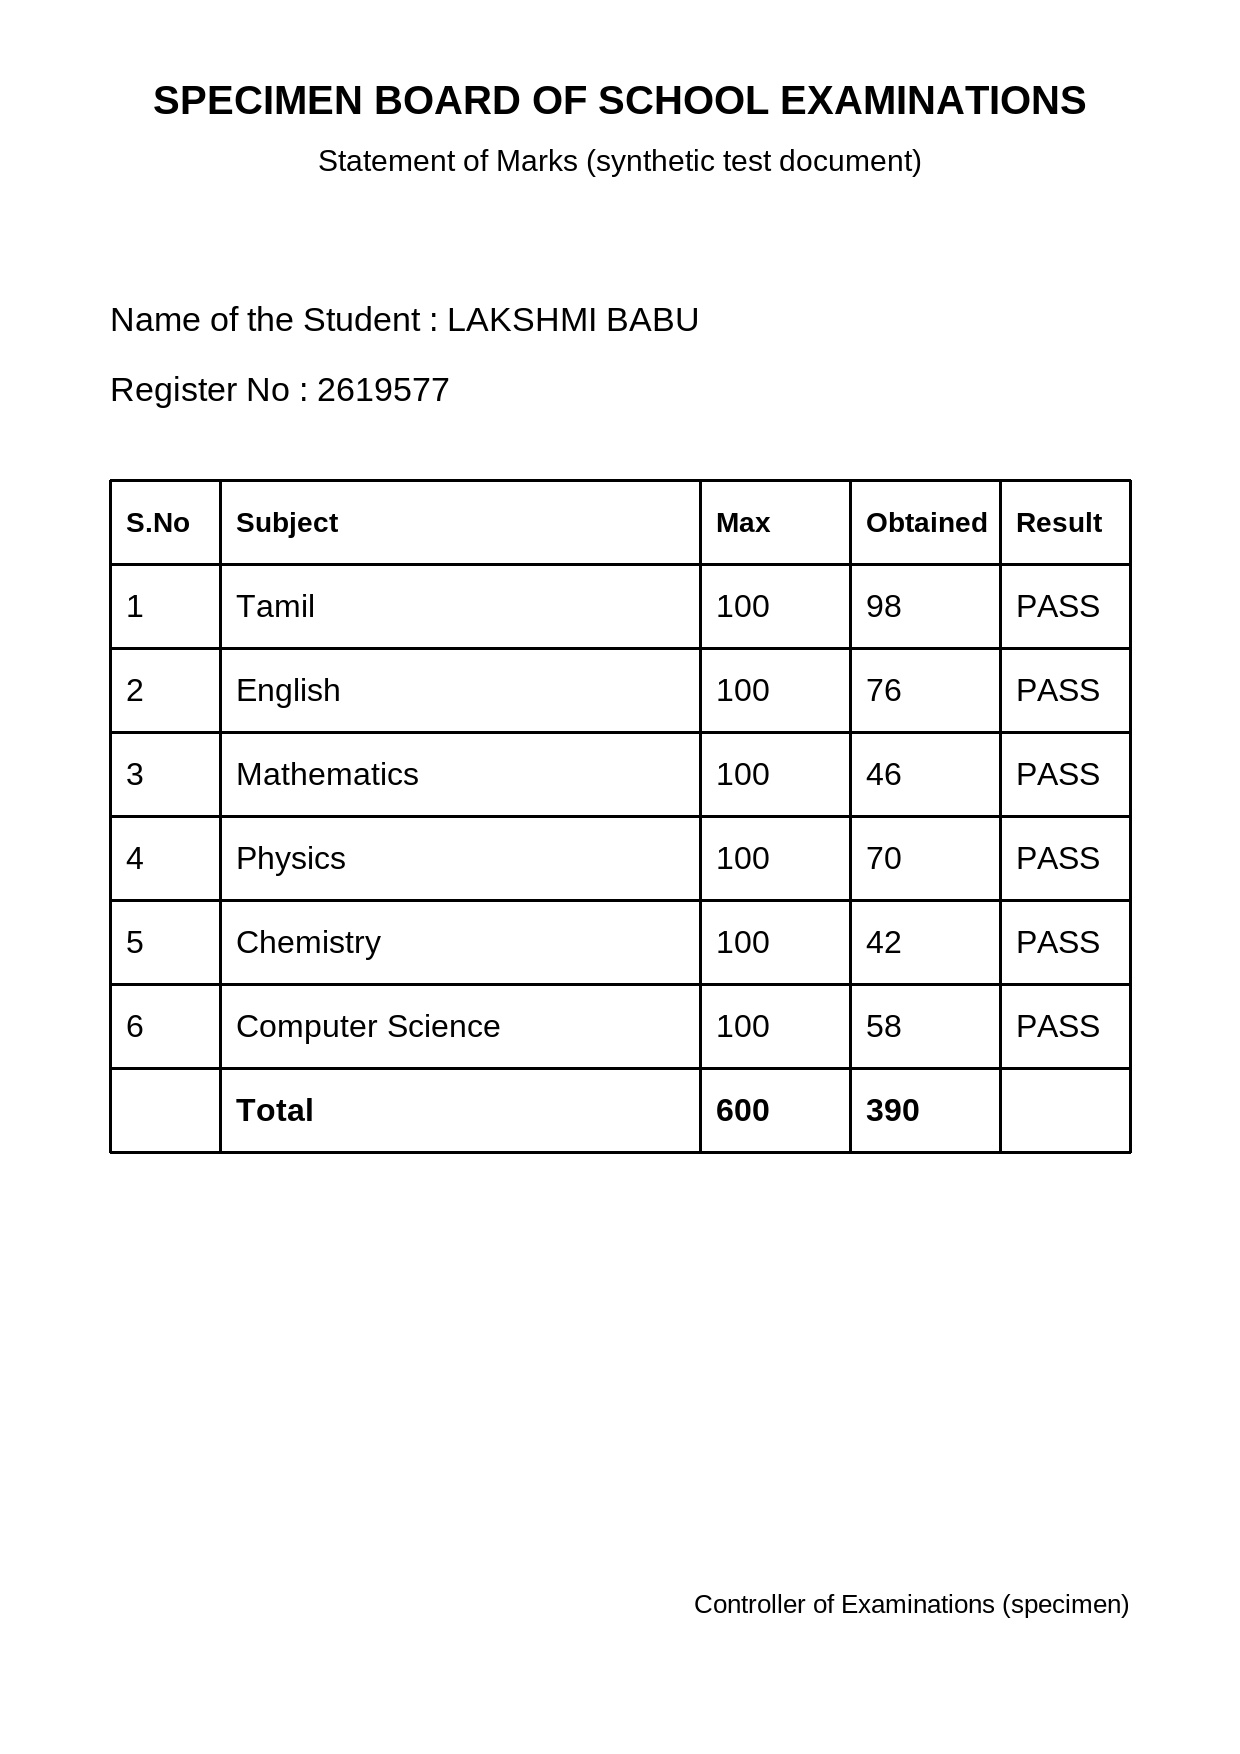 SPECIMEN BOARD OF SCHOOL EXAMINATIONS
Statement of Marks (synthetic test document)
Name of the Student : LAKSHMI BABU
Register No : 2619577
S.No Subject Max Obtained Result
1 Tamil 100 98 PASS
2 English 100 76 PASS
3 Mathematics 100 46 PASS
4 Physics 100 70 PASS
5 Chemistry 100 42 PASS
6 Computer Science 100 58 PASS
Total 600 390
Controller of Examinations (specimen)